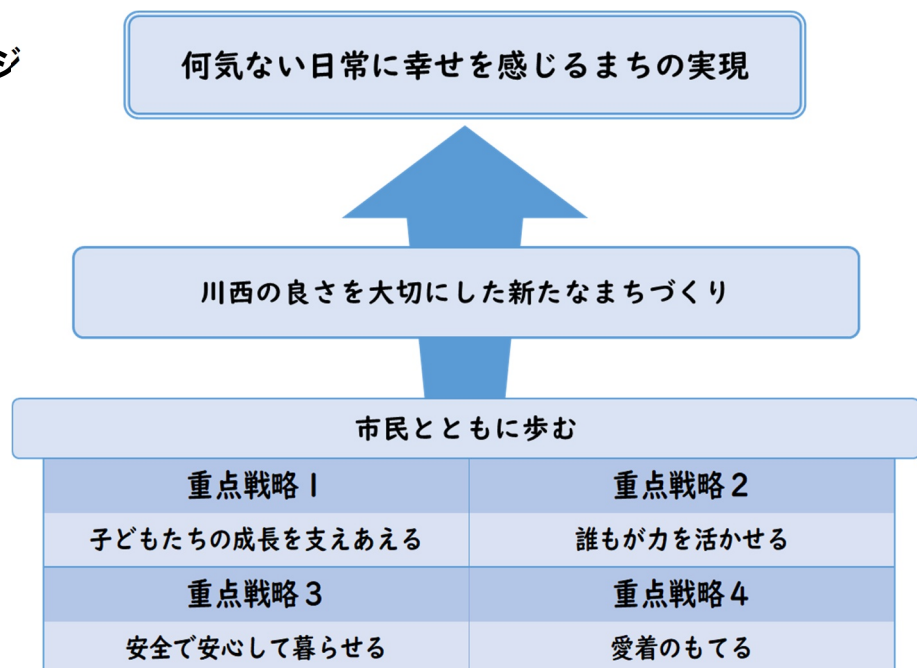 ジ
何気ない日常に幸せを感じるまちの実現
川西の良さを大切にした新たなまちづくり
市民とともに歩む
重点戦略1
重点戦略2
子どもたちの成長を支えあえる
誰もが力を活かせる
重点戦略3
重点戦略4
安全で安心して暮らせる
愛着のもてる